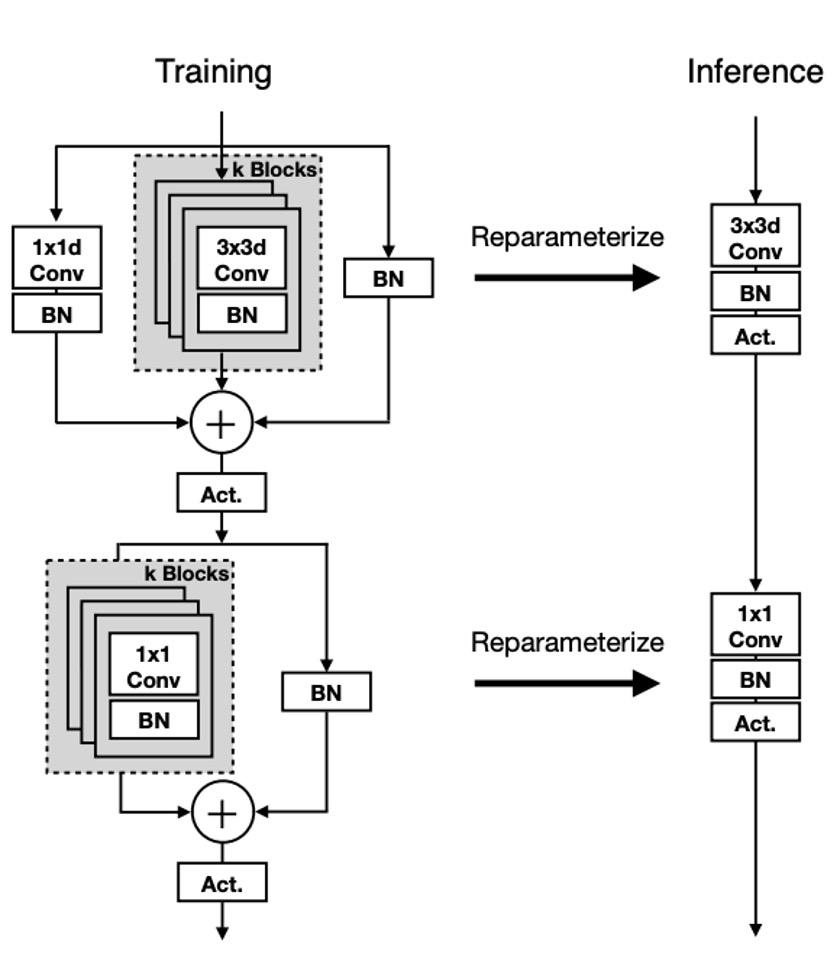 Training
Inference
k Blocks
1x1d
Conv
BN
3x3d
Conv
BN
BN
Reparameterize
3x3d
Conv
BN
Act.
+
Act.
k Blocks
1x1
Conv
BN
BN
Reparameterize
1x1
Conv
BN
Act.
+
Act.